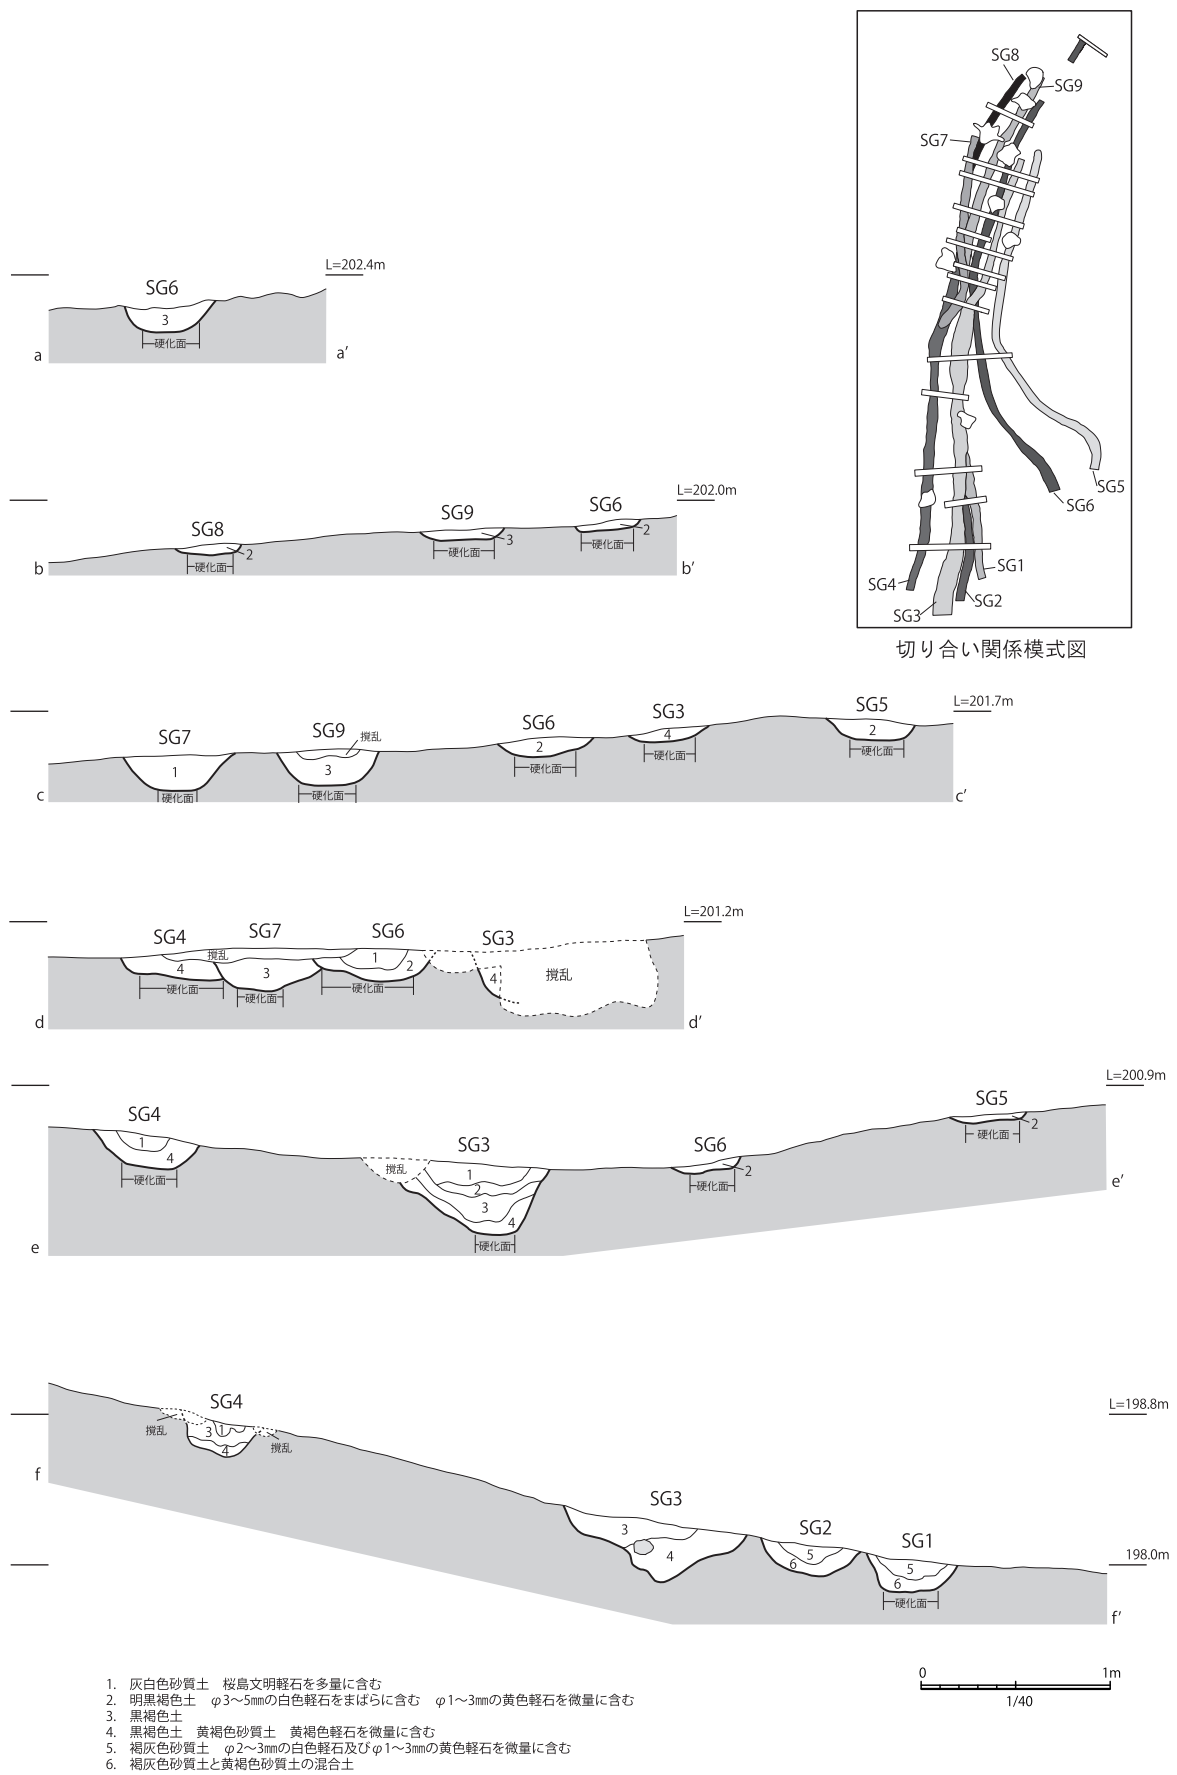 SG8
SG9
SG7
SG5
SG6
SG1
SG4
SG2
SG3
切り合い関係模式図
L=202.4m
SG6
3
硬化面
a
a′
L=202.0m
SG8
SG9
SG6
2
3
2
硬化面
硬化面
硬化面
b
b′
L=201.7m
SG7
SG9
SG6
SG3
SG5
撹乱
1
3
2
4
2
硬化面
硬化面
硬化面
硬化面
硬化面
c
c′
L=201.2m
SG4
SG7
SG6
SG3
撹乱
4
3
1
2
4
撹乱
硬化面
硬化面
硬化面
d
d′
L=200.9m
SG4
SG3
SG6
SG5
1
4
撹乱
1
2
3
4
2
2
硬化面
硬化面
硬化面
硬化面
e
e′
L=198.8m
SG4
撹乱
3
1
4
撹乱
f
SG3
SG2
SG1
3
4
5
6
5
6
硬化面
198.0m
f′
1. 灰白色砂質土 桜島文明軽石を多量に含む
2. 明黒褐色土 φ3～5㎜の白色軽石をまばらに含む φ1～3㎜の黄色軽石を微量に含む
3. 黒褐色土
4. 黒褐色土 黄褐色砂質土 黄褐色軽石を微量に含む
5. 褐灰色砂質土 φ2～3㎜の白色軽石及びφ1～3㎜の黄色軽石を微量に含む
6. 褐灰色砂質土と黄褐色砂質土の混合土
0 1m
1/40